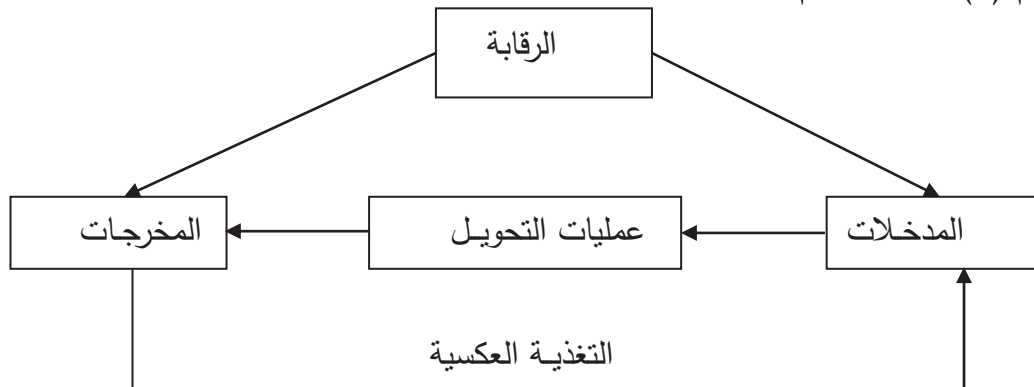 (
الرقابة
المدخلات
عمليات التحويل
المخرجات
التغذية العكسية